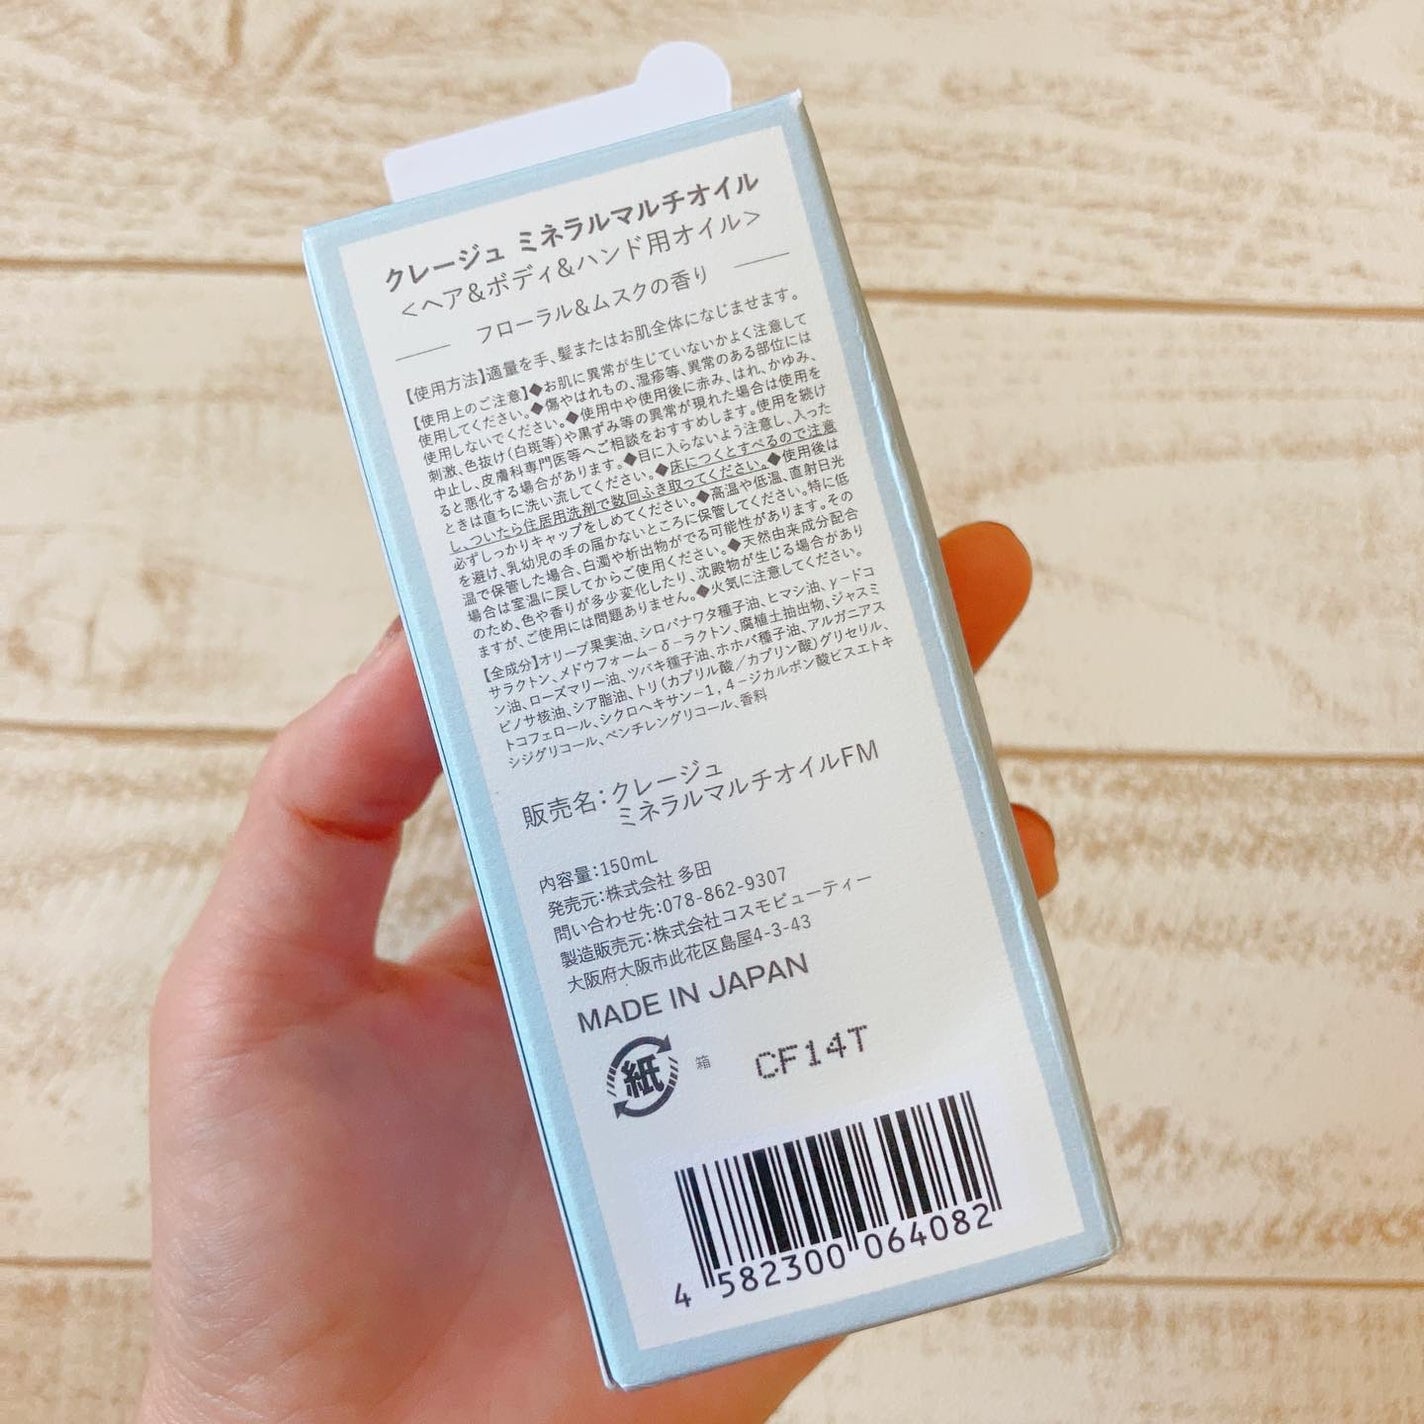 クレージュ ミネラルマルチオイル
<ヘア&ボディ&ハンド用オイル>
フローラル&ムスクの香り
【使用方法】適量を手、髪またはお肌全体になじませます。
【使用上のご注意】◆お肌に異常が生じていないかよく注意して
使用してください。◆傷やはれもの、湿疹等、異常のある部位には
使用しないでください。◆使用中や使用後に赤み、はれ、かゆみ、
刺激、色抜け(白斑等)や黒ずみ等の異常が現れた場合は使用を
中止し、皮膚科専門医等へご相談をおすすめします。使用を続け
ると悪化する場合があります。◆目に入らないよう注意し、入った
ときは直ちに洗い流してください。◆床につくとすべるので注意
し、ついたら住居用洗剤で数回ふき取ってください。◆使用後は
必ずしっかりキャップをしめてください。◆高温や低温、直射日光
を避け、乳幼児の手の届かないところに保管してください。特に低
温で保管した場合、白濁や析出物がでる可能性があります。その
場合は室温に戻してからご使用ください。◆天然由来成分配合
のため、色や香りが多少変化したり、沈殿物が生じる場合があり
ますが、ご使用には問題ありません。◆火気に注意してください。
【全成分】オリーブ果実油、シロバナワタ種子油、ヒマシ油、γ-ドコ
サラクトン、メドウフォーム-δ-ラクトン、腐植土抽出物、ジャスミ
ン油、ローズマリー油、ツバキ種子油、ホホバ種子油、アルガニアス
ピノサ核油、シア脂油、トリ(カプリル酸/カプリン酸)グリセリル、
トコフェロール、シクロヘキサン-1,4-ジカルボン酸ビスエトキ
シジグリコール、ペンチレングリコール、香料
販売名:クレージュ
ミネラルマルチオイルFM
内容量:150mL
発売元:株式会社 多田
問い合わせ先:078-862-9307
製造販売元:株式会社コスモビューティー
大阪府大阪市此花区島屋4-3-43
MADE IN JAPAN
紙 箱 CF14T
4 582300 064082